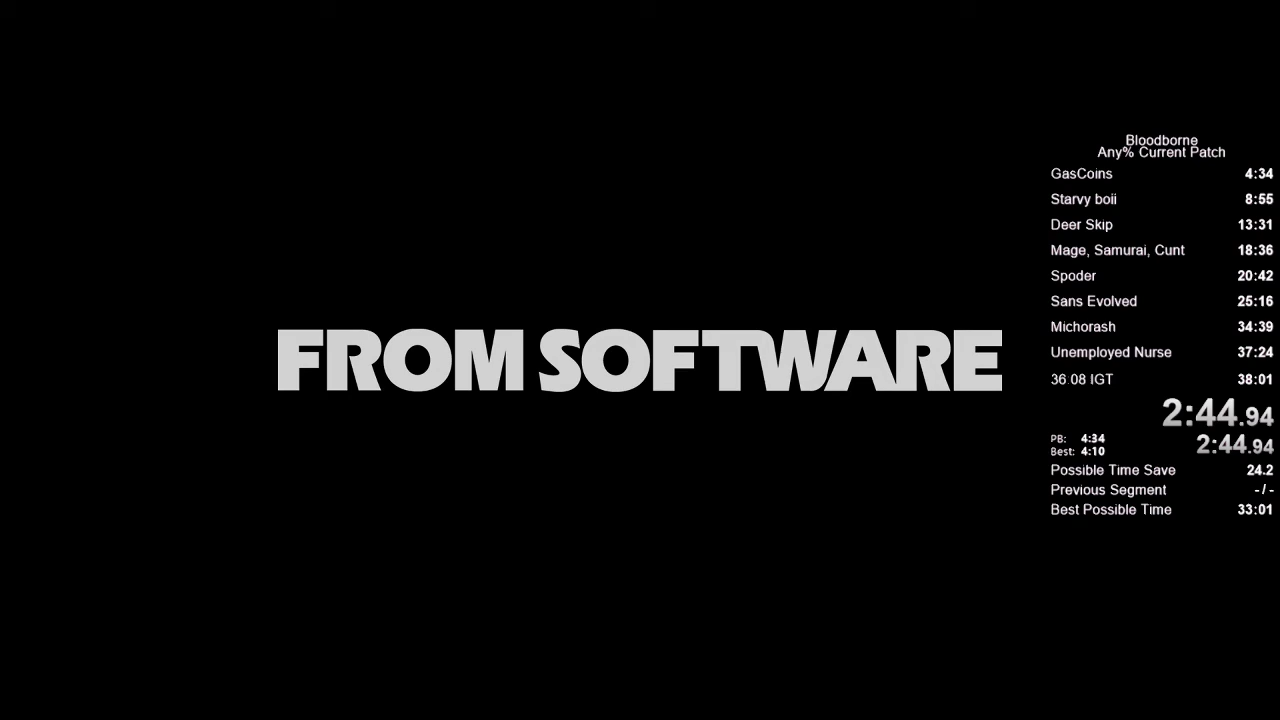 FROM SOFTWARE
Bloodborne
Any% Current Patch
GasCoins 4:34
Starvy boii 8:55
Deer Skip 13:31
Mage, Samurai, Cunt 18:36
Spoder 20:42
Sans Evolved 25:16
Michorash 34:39
Unemployed Nurse 37:24
36:08 IGT 38:01
2:44.94
PB: 4:34 2:44.94
Best: 4:10
Possible Time Save 24.2
Previous Segment - / -
Best Possible Time 33:01